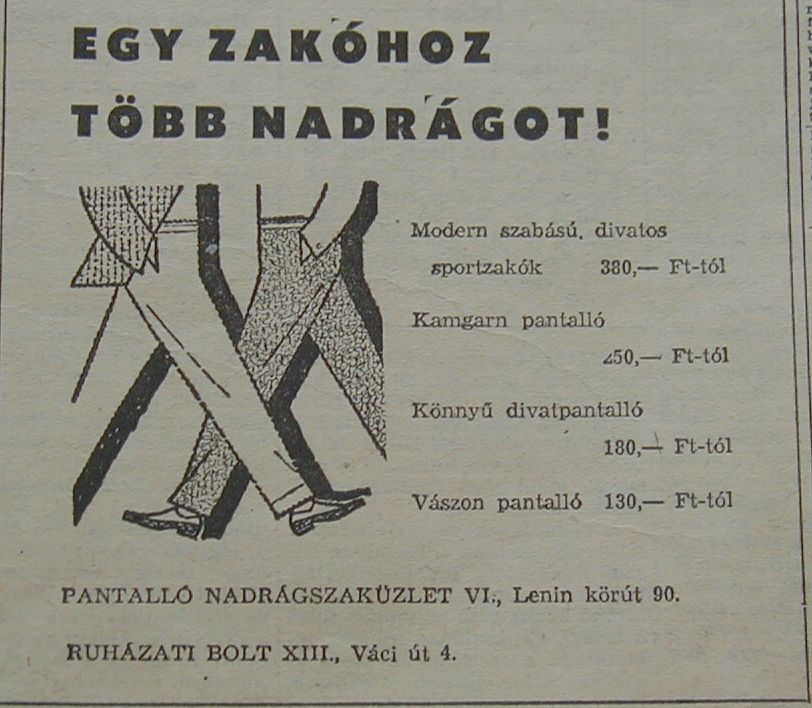 EGY ZAKÓHOZ
TÖBB NADRÁGOT!
Modern szabású, divatos
sportzakók 380,— Ft-tól
Kamgarn pantalló
250,— Ft-tól
Könnyű divatpantalló
180,— Ft-tól
Vászon pantalló 130,— Ft-tól
PANTALLÓ NADRÁGSZAKÜZLET VI., Lenin körút 90.
RUHÁZATI BOLT XIII., Váci út 4.